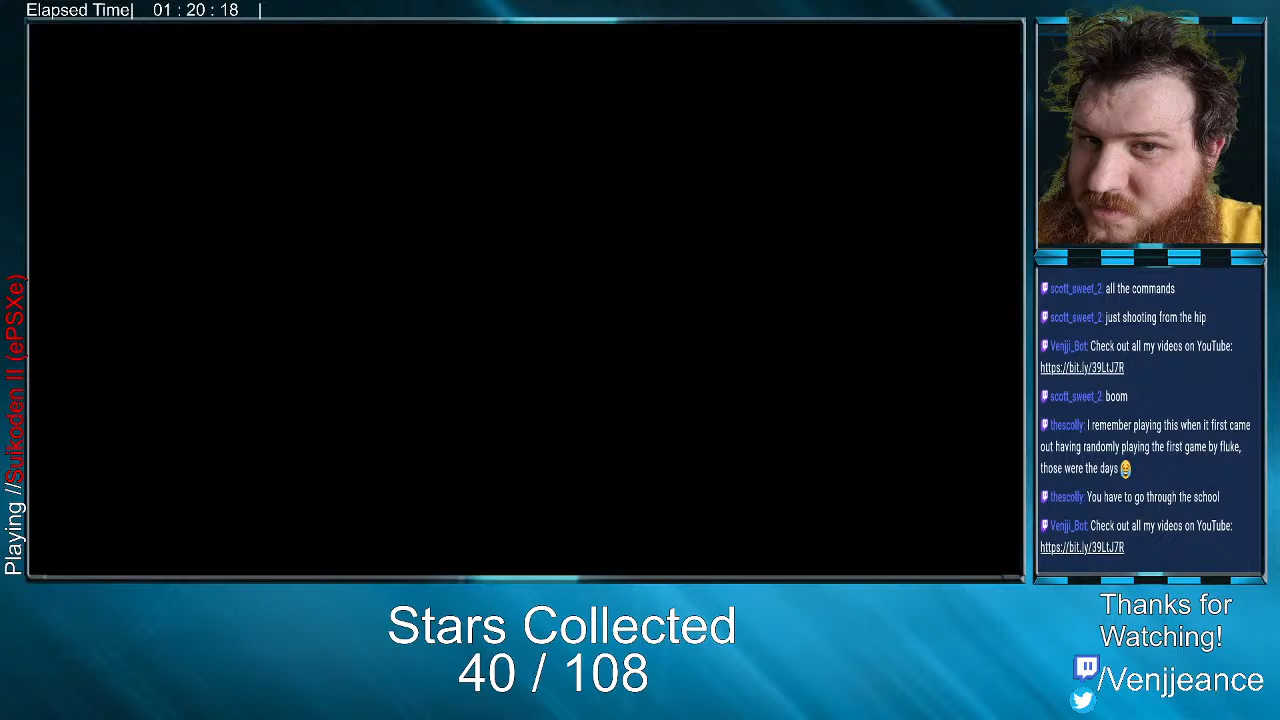 Elapsed Time| 01 : 20 : 18 |
Playing //Suikoden II (ePSXe)
scott_sweet_2: all the commands
scott_sweet_2: just shooting from the hip
Venjji_Bot: Check out all my videos on YouTube:
https://bit.ly/39LtJ7R
scott_sweet_2: boom
thescolly: I remember playing this when it first came
out having randomly playing the first game by fluke,
those were the days 😂
thescolly: You have to go through the school
Venjji_Bot: Check out all my videos on YouTube:
https://bit.ly/39LtJ7R
Stars Collected
40 / 108
Thanks for
Watching!
/Venjjeance